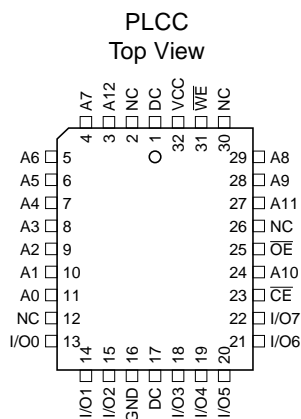 PLCC
Top View
A7 A12 NC DC VCC WE NC
4 3 2 1 32 31 30
A6 5 29 A8
A5 6 28 A9
A4 7 27 A11
A3 8 26 NC
A2 9 25 OE
A1 10 24 A10
A0 11 23 CE
NC 12 22 I/O7
I/O0 13 21 I/O6
14 15 16 17 18 19 20
I/O1 I/O2 GND DC I/O3 I/O4 I/O5